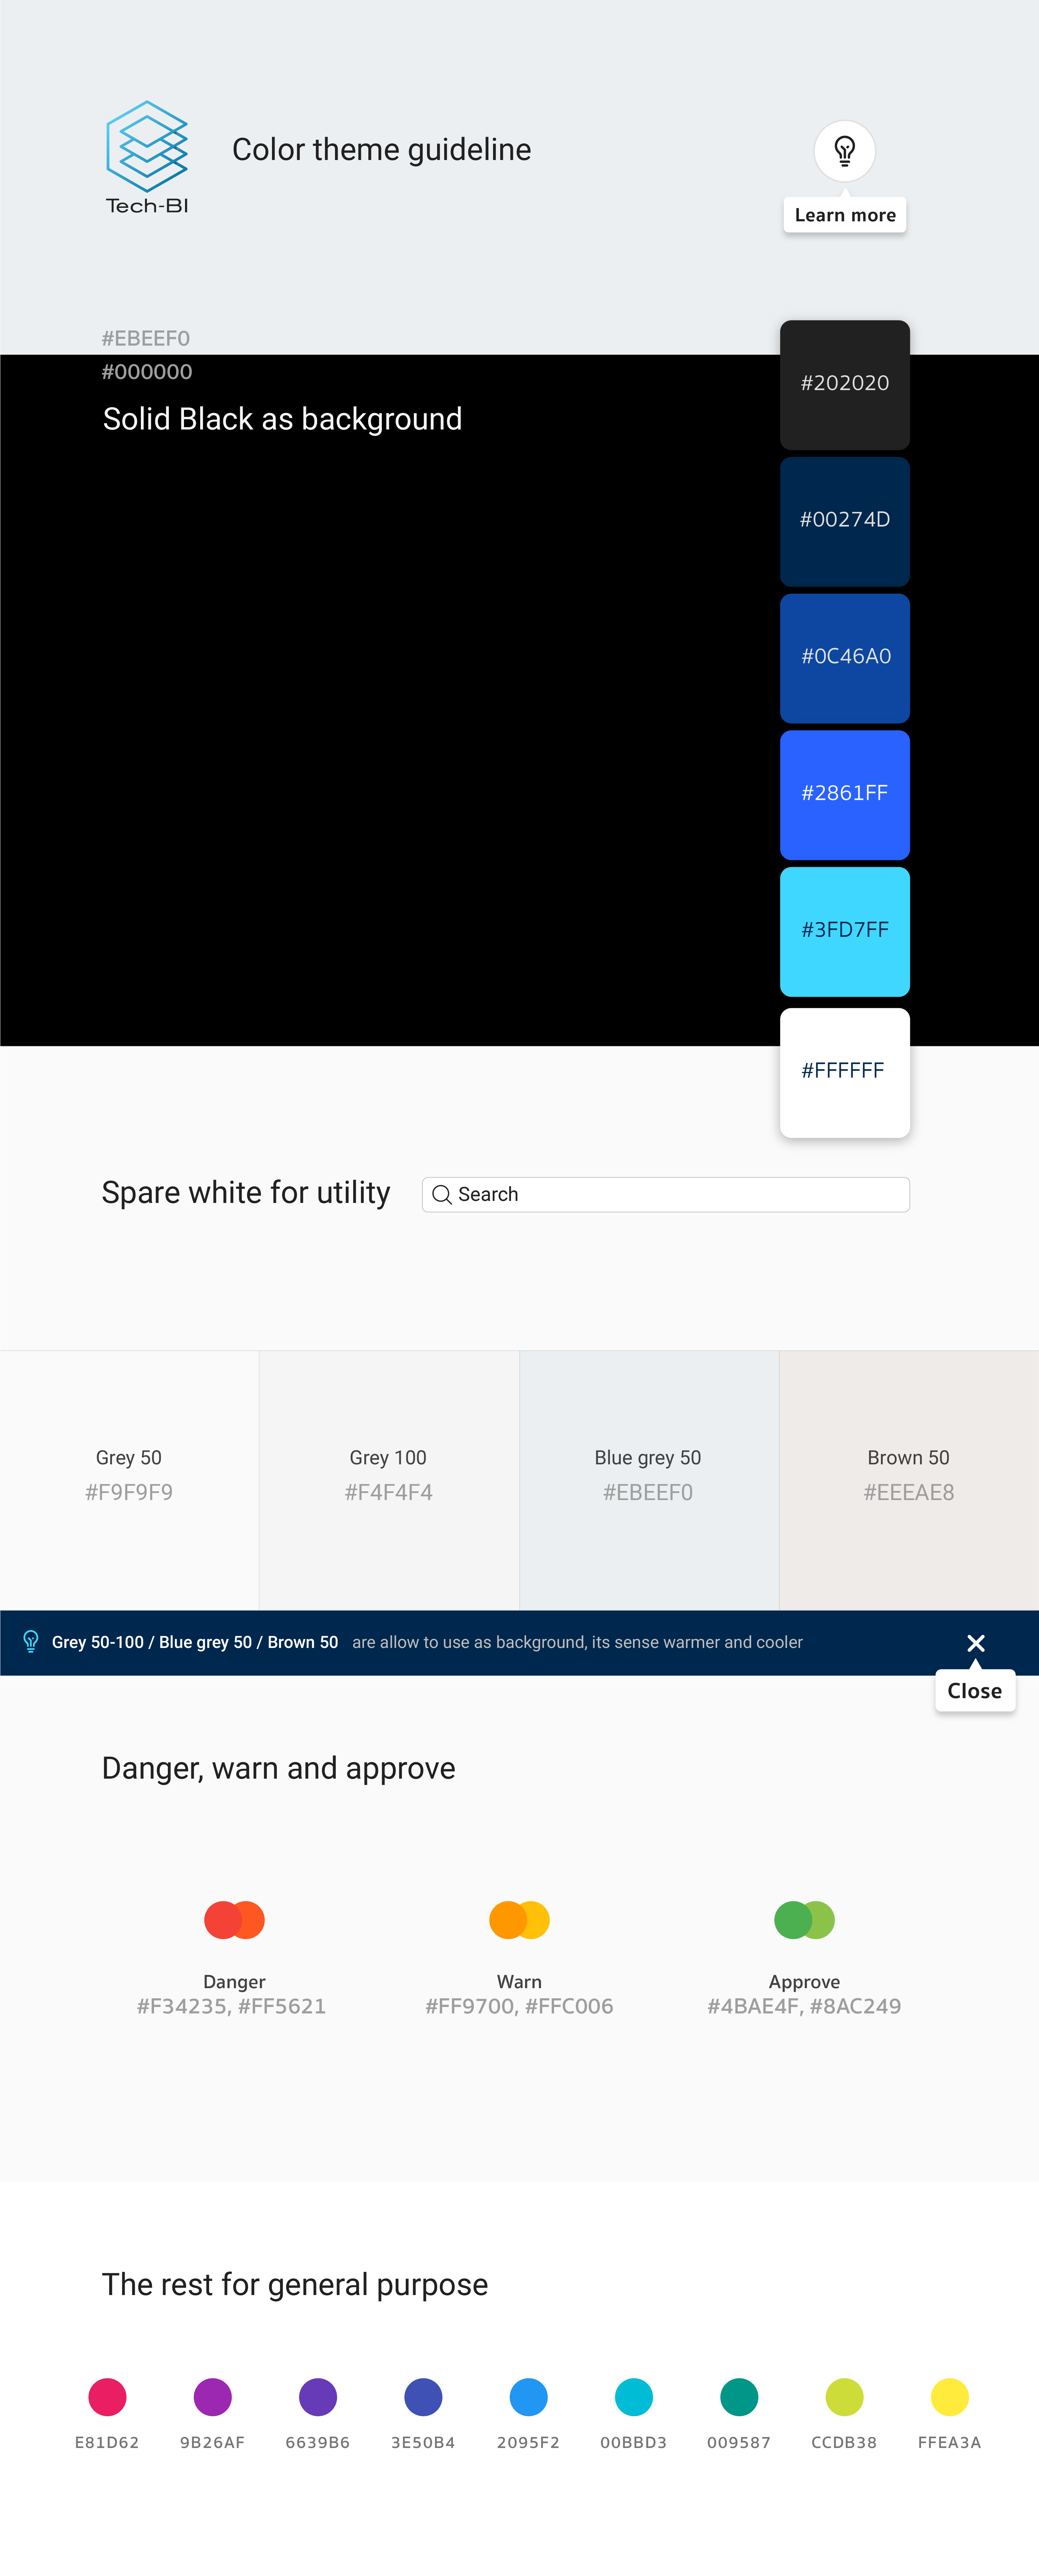 Tech-BI
Color theme guideline
Learn more
#EBEEF0
#000000
Solid Black as background
#202020
#00274D
#0C46A0
#2861FF
#3FD7FF
#FFFFFF
Spare white for utility
Search
Grey 50
#F9F9F9
Grey 100
#F4F4F4
Blue grey 50
#EBEEF0
Brown 50
#EEEAE8
Grey 50-100 / Blue grey 50 / Brown 50 are allow to use as background, its sense warmer and cooler
Close
Danger, warn and approve
Danger
#F34235, #FF5621
Warn
#FF9700, #FFC006
Approve
#4BAE4F, #8AC249
The rest for general purpose
E81D62
9B26AF
6639B6
3E50B4
2095F2
00BBD3
009587
CCDB38
FFEA3A